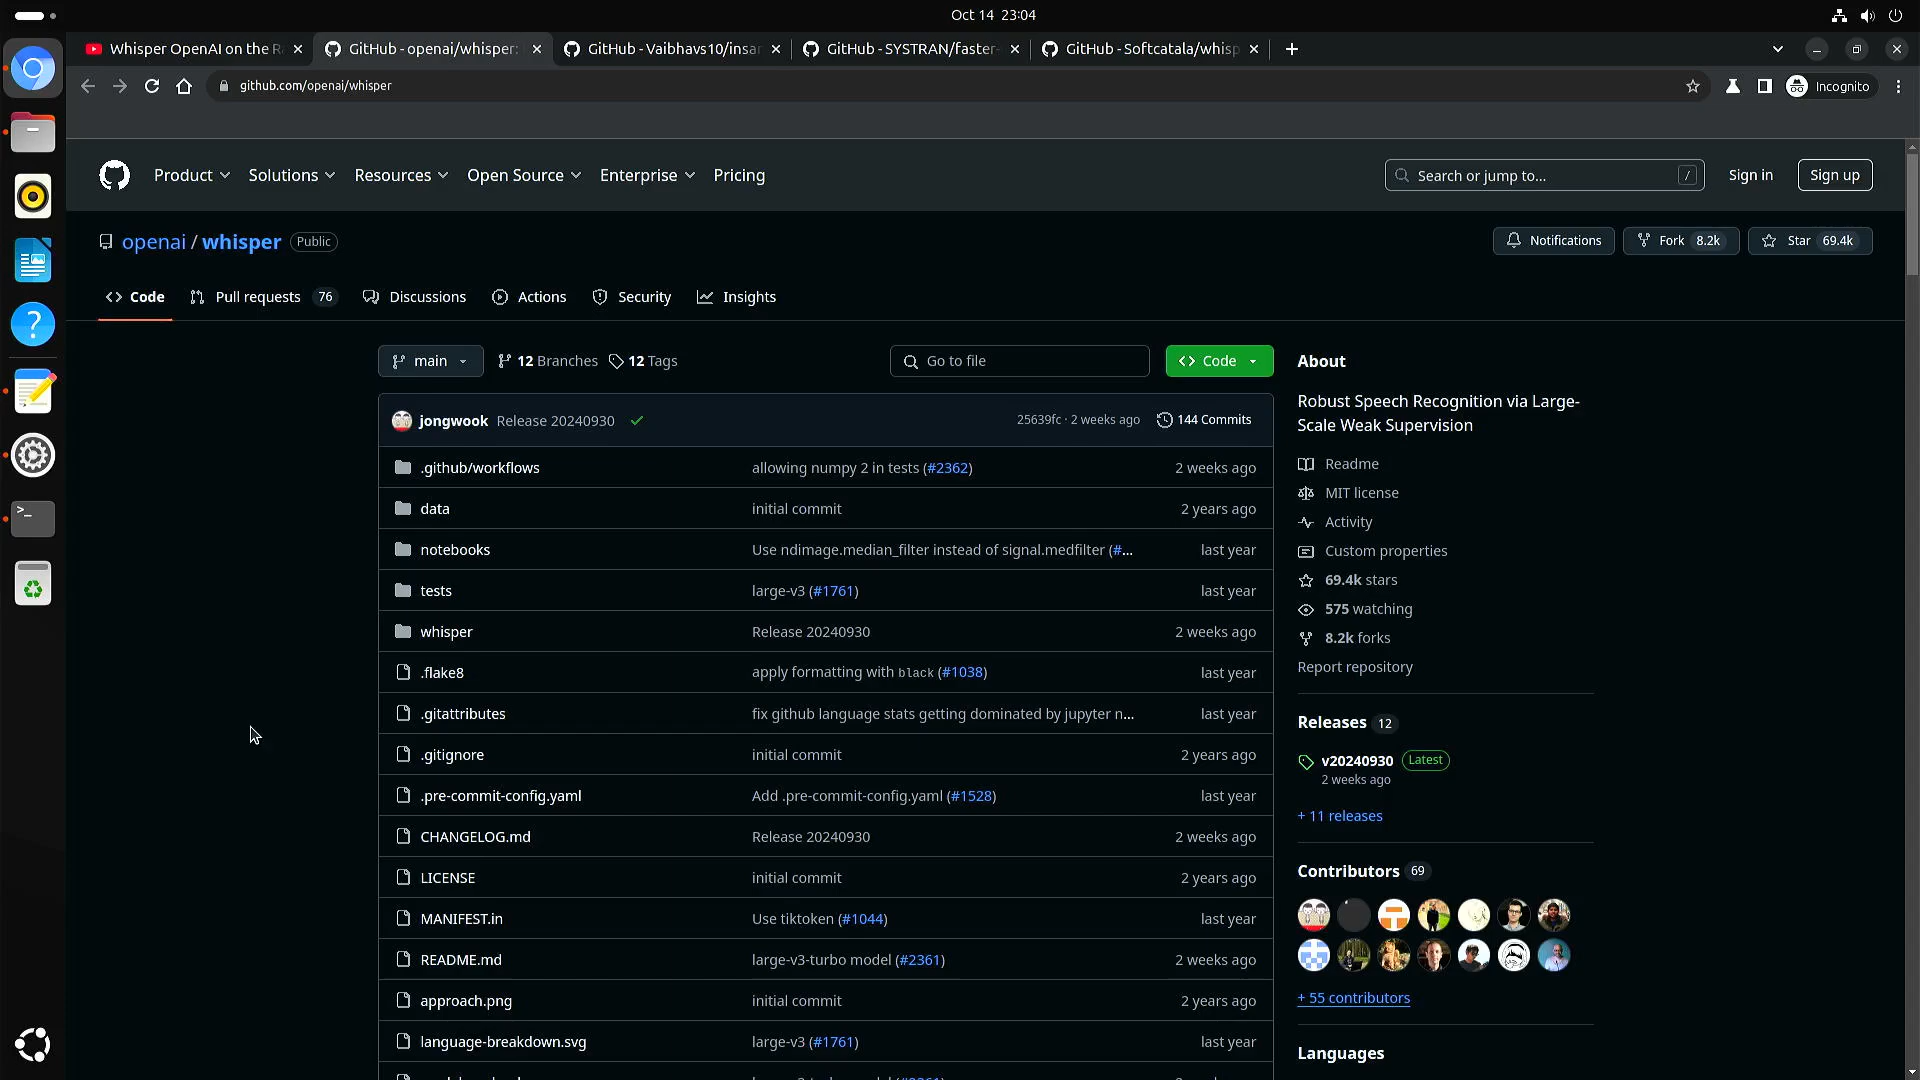 Oct 14 23:04
Whisper OpenAI on the R
GitHub - openai/whisper:
GitHub - Vaibhavs10/insan
GitHub - SYSTRAN/faster-
GitHub - Softcatala/whisp
github.com/openai/whisper
Incognito
Product
Solutions
Resources
Open Source
Enterprise
Pricing
Search or jump to...
/
Sign in
Sign up
openai / whisper
Public
Notifications
Fork 8.2k
Star 69.4k
Code
Pull requests 76
Discussions
Actions
Security
Insights
main
12 Branches
12 Tags
Go to file
Code
jongwook Release 20240930
25639fc · 2 weeks ago
144 Commits
.github/workflows allowing numpy 2 in tests (#2362) 2 weeks ago
data initial commit 2 years ago
notebooks Use ndimage.median_filter instead of signal.medfilter (#... last year
tests large-v3 (#1761) last year
whisper Release 20240930 2 weeks ago
.flake8 apply formatting with black (#1038) last year
.gitattributes fix github language stats getting dominated by jupyter n... last year
.gitignore initial commit 2 years ago
.pre-commit-config.yaml Add .pre-commit-config.yaml (#1528) last year
CHANGELOG.md Release 20240930 2 weeks ago
LICENSE initial commit 2 years ago
MANIFEST.in Use tiktoken (#1044) last year
README.md large-v3-turbo model (#2361) 2 weeks ago
approach.png initial commit 2 years ago
language-breakdown.svg large-v3 (#1761) last year
About
Robust Speech Recognition via Large-
Scale Weak Supervision
Readme
MIT license
Activity
Custom properties
69.4k stars
575 watching
8.2k forks
Report repository
Releases 12
v20240930 Latest
2 weeks ago
+ 11 releases
Contributors 69
+ 55 contributors
Languages